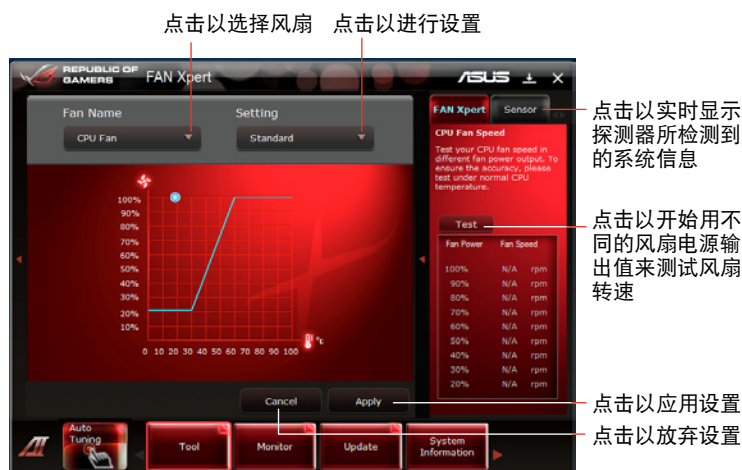 点击以选择风扇 点击以进行设置
REPUBLIC OF
GAMERS
FAN Xpert
ASUS
Fan Name
Setting
CPU Fan
Standard
100%
90%
80%
70%
60%
50%
40%
30%
20%
10%
0 10 20 30 40 50 60 70 80 90 100
°c
FAN Xpert
Sensor
CPU Fan Speed
Test your CPU fan speed in
different fan power output. To
ensure the accuracy, please
test under normal CPU
temperature.
Test
Fan Power Fan Speed
100% N/A rpm
90% N/A rpm
80% N/A rpm
70% N/A rpm
60% N/A rpm
50% N/A rpm
40% N/A rpm
30% N/A rpm
20% N/A rpm
Cancel
Apply
Auto
Tuning
Tool
Monitor
Update
System
Information
点击以实时显示
探测器所检测到
的系统信息
点击以开始用不
同的风扇电源输
出值来测试风扇
转速
点击以应用设置
点击以放弃设置